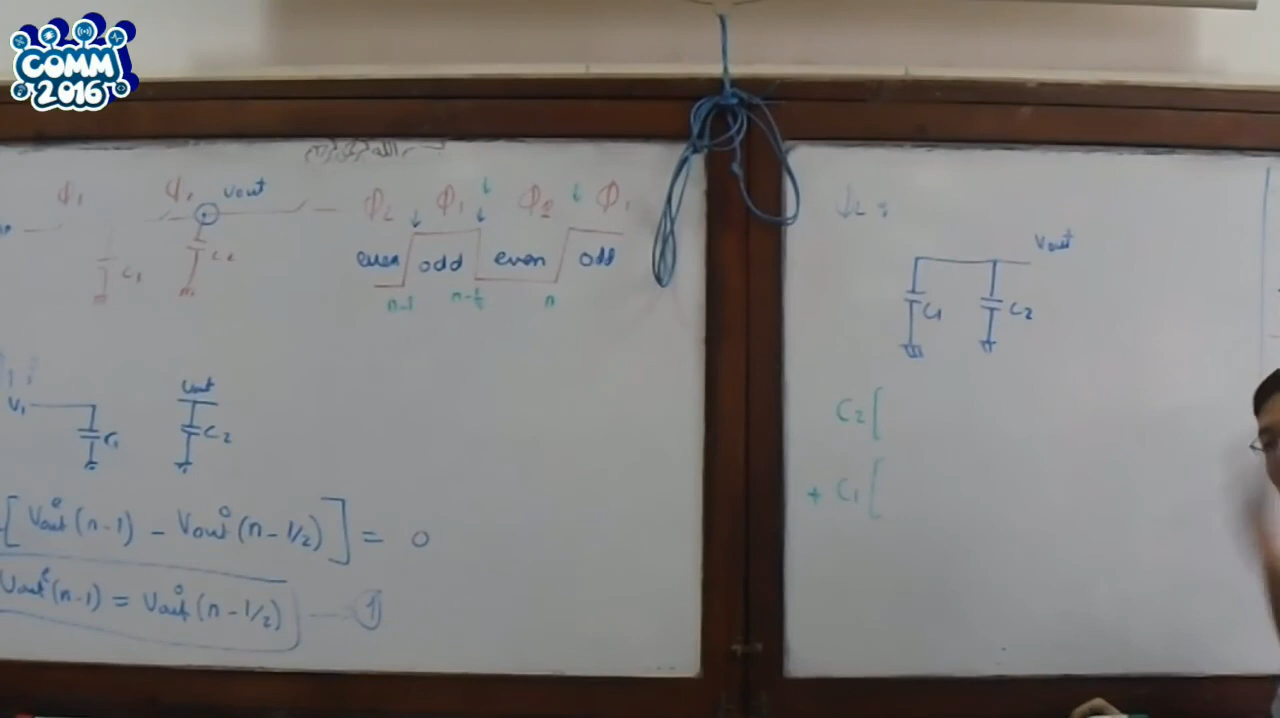 COMM
2016
بسم الله الرحمن الرحيم
Φ1 Φ2 Vout
C1 C2
Φ2 Φ1 Φ2 Φ1
even odd even odd
n-1 n-½ n
V1 C1
Vout
C2
[Vout^e(n-1) - Vout^o(n-1/2)] = 0
Vout^e(n-1) = Vout^o(n-1/2) ① 
Φ2:
Vout
C1 C2
C2[
+ C1[